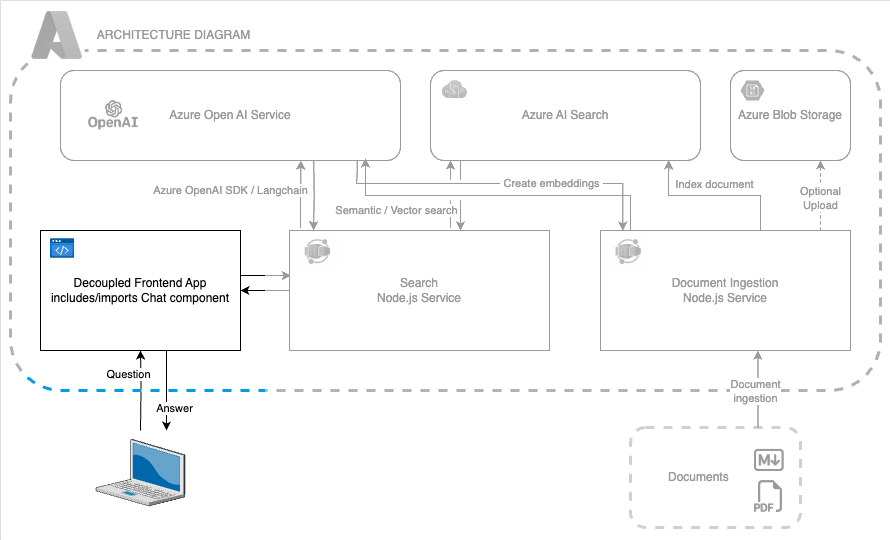 ARCHITECTURE DIAGRAM
OpenAI
Azure Open AI Service
Azure AI Search
Azure Blob Storage
Azure OpenAI SDK / Langchain
Create embeddings
Index document
Optional
Upload
Semantic / Vector search
Decoupled Frontend App
includes/imports Chat component
Search
Node.js Service
Document Ingestion
Node.js Service
Question
Answer
Document
ingestion
Documents
M
PDF